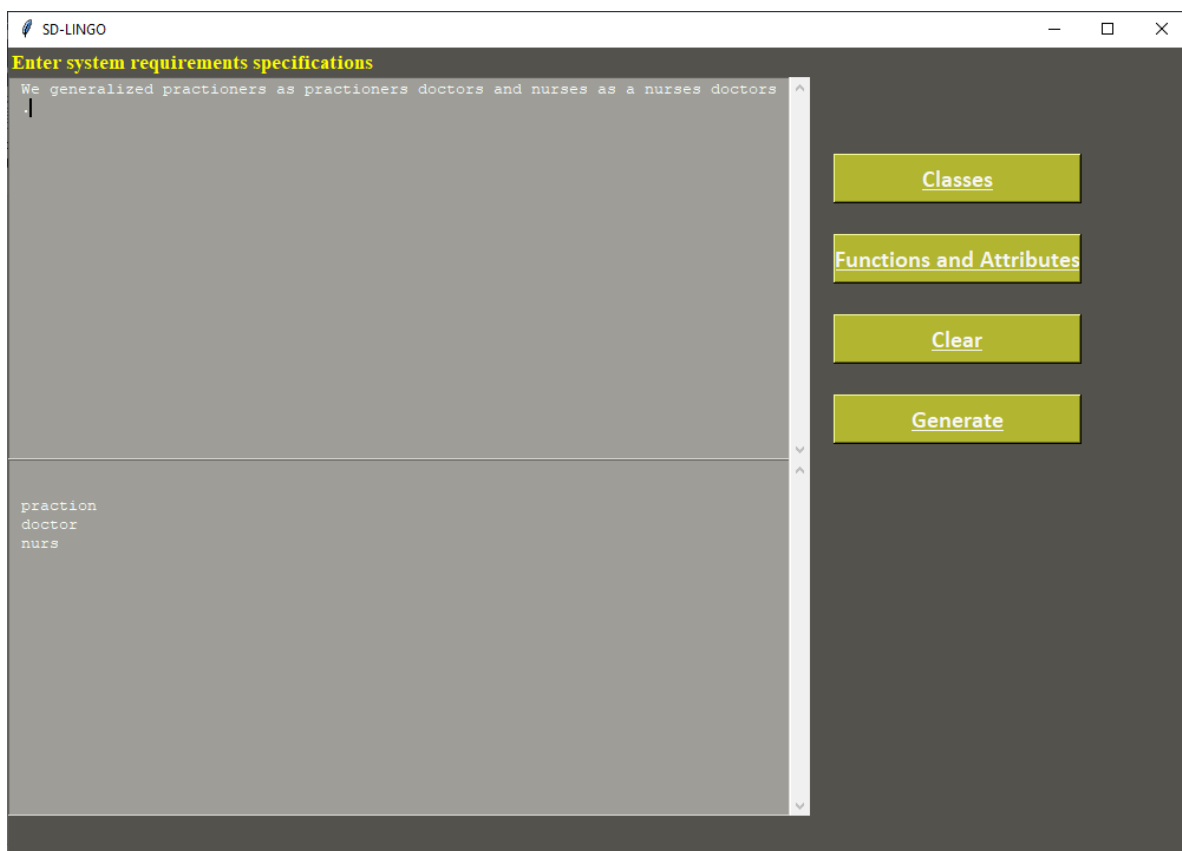 SD-LINGO
Enter system requirements specifications
We generalized practioners as practioners doctors and nurses as a nurses doctors
.
Classes
Functions and Attributes
Clear
Generate
praction
doctor
nurs